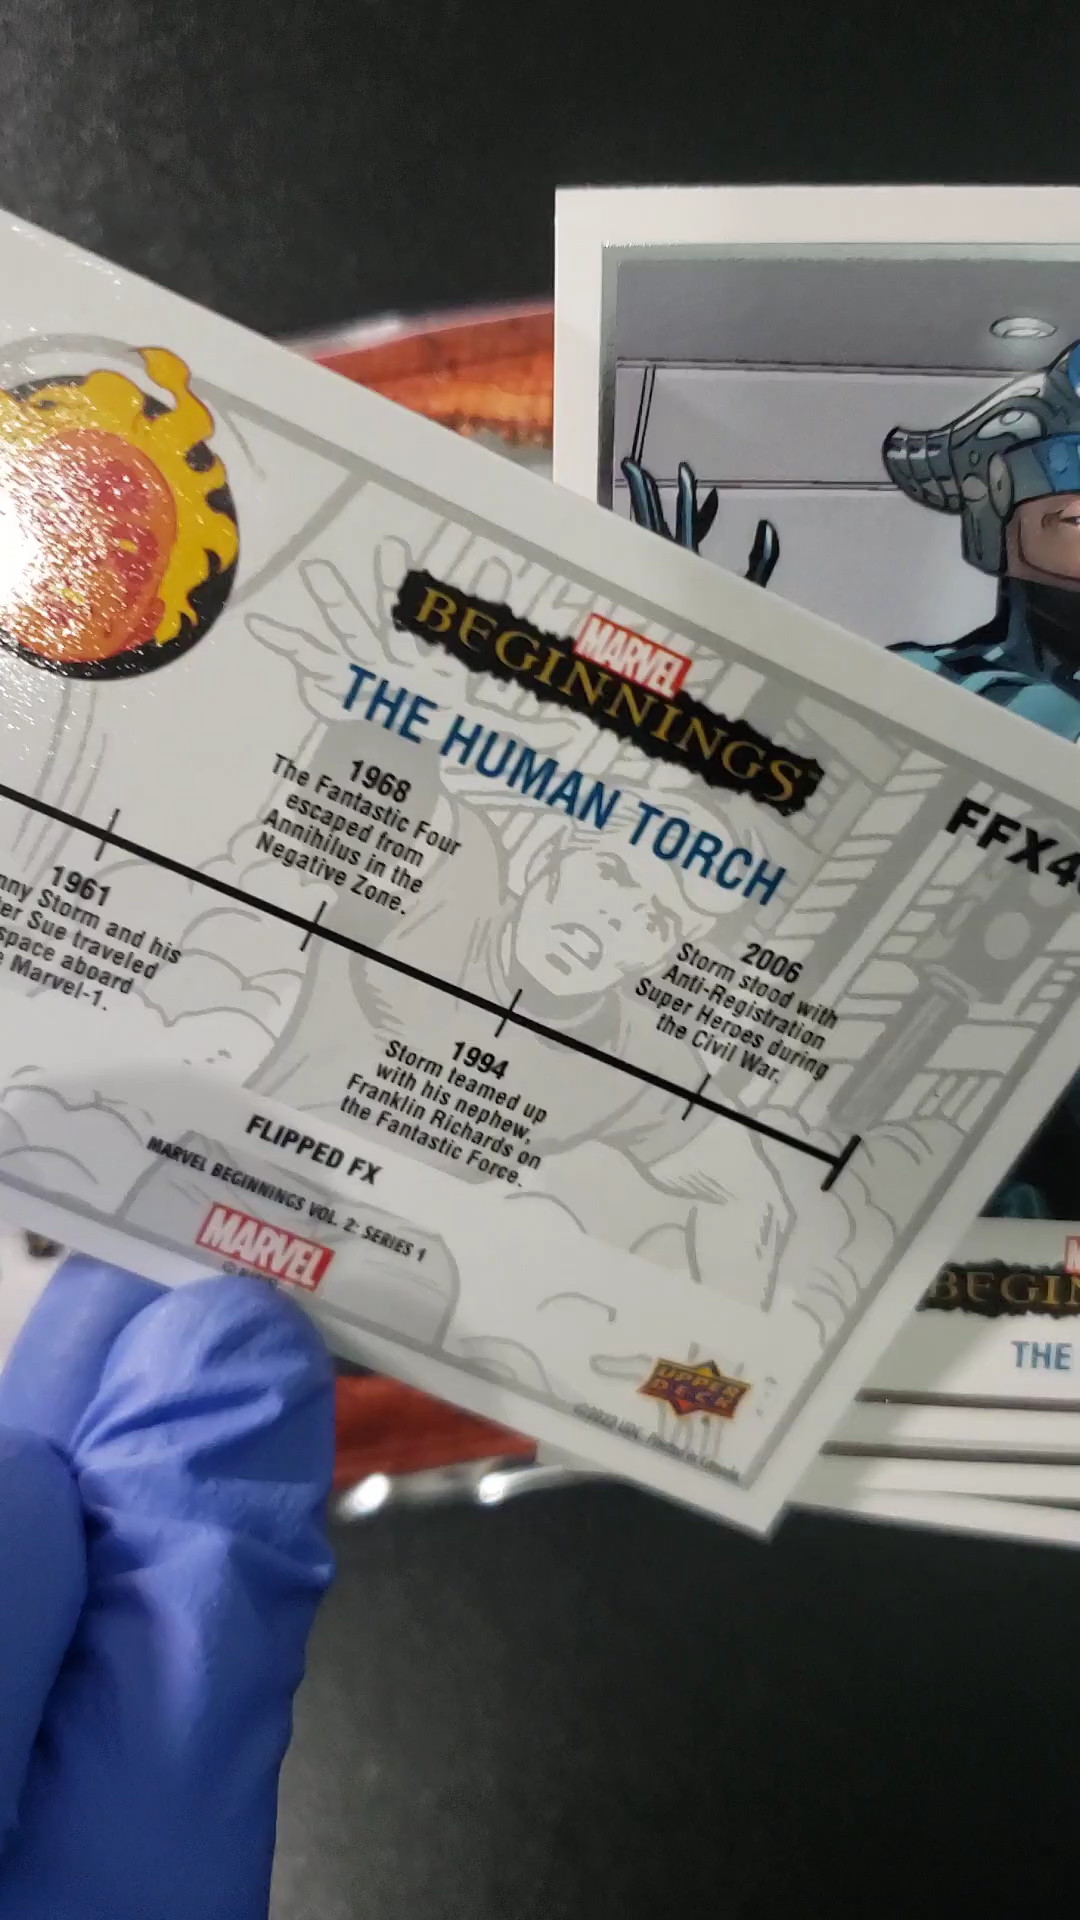 MARVEL
BEGINNINGS
THE HUMAN TORCH
FFX4
1961
nny Storm and his
er Sue traveled
space aboard
Marvel-1.
1968
The Fantastic Four
escaped from
Annihilus in the
Negative Zone.
1994
Storm teamed up
with his nephew,
Franklin Richards on
the Fantastic Force.
2006
Storm stood with
Anti-Registration
Super Heroes during
the Civil War.
FLIPPED FX
MARVEL BEGINNINGS VOL. 2: SERIES 1
MARVEL
UPPER
DECK
BEGIN
THE